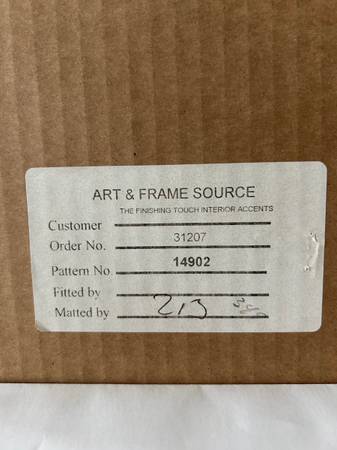 ART & FRAME SOURCE
THE FINISHING TOUCH INTERIOR ACCENTS
Customer
Order No. 31207
Pattern No. 14902
Fitted by
Matted by 213